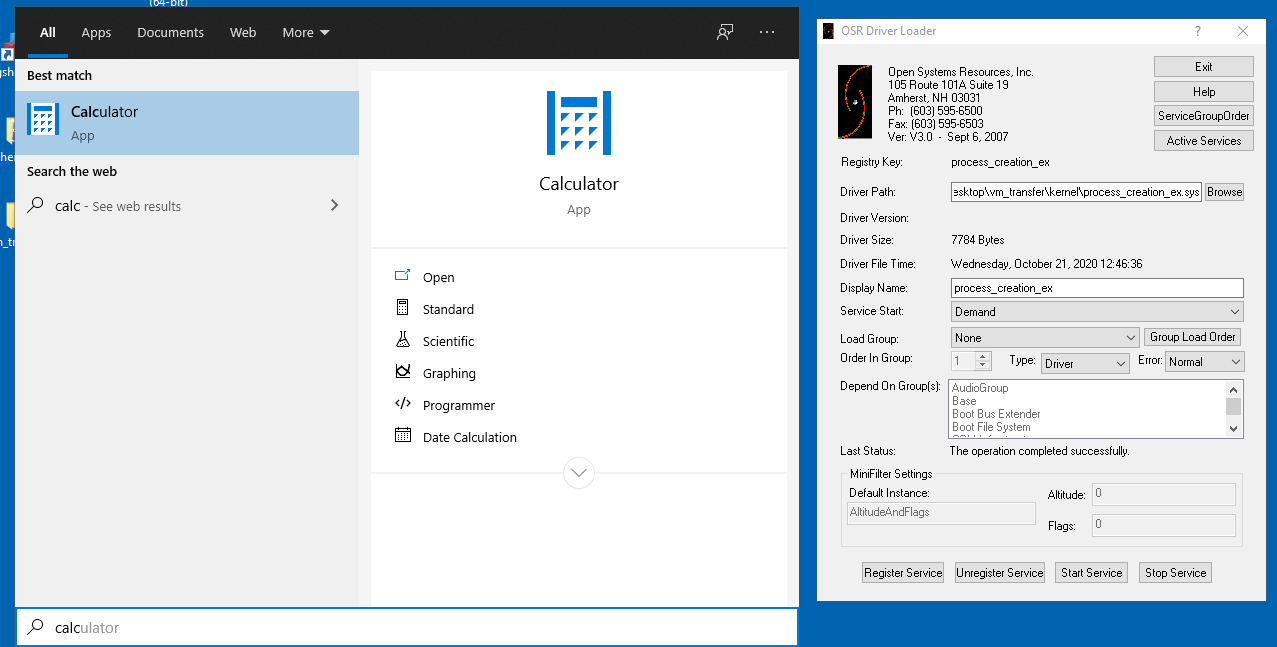 (64-bit)
All Apps Documents Web More
Best match
Calculator
App
Search the web
calc - See web results
Calculator
App
Open
Standard
Scientific
Graphing
Programmer
Date Calculation
calculator
OSR Driver Loader
Open Systems Resources, Inc.
105 Route 101A Suite 19
Amherst, NH 03031
Ph: (603) 595-6500
Fax: (603) 595-6503
Ver: V3.0 - Sept 6, 2007
Exit
Help
ServiceGroupOrder
Active Services
Registry Key: process_creation_ex
Driver Path: esktop\vm_transfer\kernel\process_creation_ex.sys Browse
Driver Version:
Driver Size: 7784 Bytes
Driver File Time: Wednesday, October 21, 2020 12:46:36
Display Name: process_creation_ex
Service Start: Demand
Load Group: None Group Load Order
Order In Group: 1 Type: Driver Error: Normal
Depend On Group(s): AudioGroup
Base
Boot Bus Extender
Boot File System
Last Status: The operation completed successfully.
MiniFilter Settings
Default Instance:
AltitudeAndFlags
Altitude: 0
Flags: 0
Register Service Unregister Service Start Service Stop Service